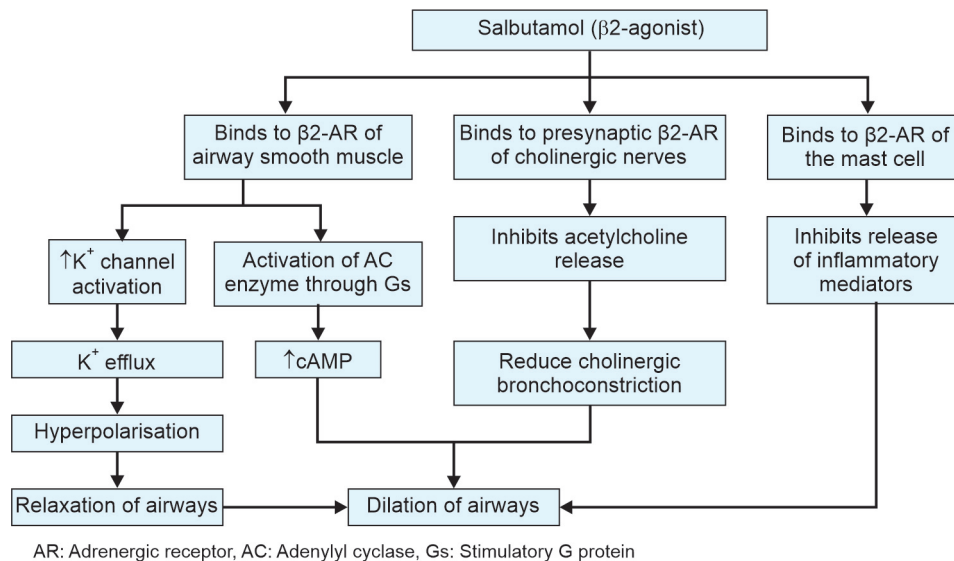 Salbutamol (β2-agonist)
Binds to β2-AR of
airway smooth muscle
Binds to presynaptic β2-AR
of cholinergic nerves
Binds to β2-AR of
the mast cell
↑K⁺ channel
activation
Activation of AC
enzyme through Gs
Inhibits acetylcholine
release
Inhibits release
of inflammatory
mediators
K⁺ efflux
↑cAMP
Reduce cholinergic
bronchoconstriction
Hyperpolarisation
Relaxation of airways
Dilation of airways
AR: Adrenergic receptor, AC: Adenylyl cyclase, Gs: Stimulatory G protein